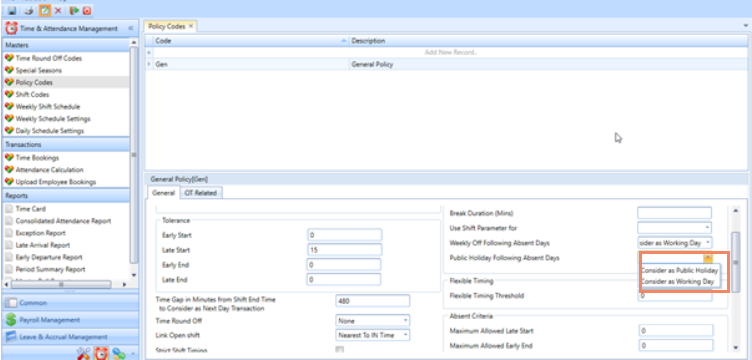 Time & Attendance Management
Masters
Time Round Off Codes
Special Seasons
Policy Codes
Shift Codes
Weekly Shift Schedule
Weekly Schedule Settings
Daily Schedule Settings
Transactions
Time Bookings
Attendance Calculation
Upload Employee Bookings
Reports
Time Card
Consolidated Attendance Report
Exception Report
Late Arrival Report
Early Departure Report
Period Summary Report
Common
Payroll Management
Leave & Accrual Management
Policy Codes ×
Code Description
Add New Record..
Gen General Policy
General Policy[Gen]
General OT-Related
Tolerance
Early Start 0
Late Start 15
Early End 0
Late End 0
Time Gap in Minutes from Shift End Time
to Consider as Next Day Transaction 480
Time Round Off None
Link Open shift Nearest To IN Time
Strict Shift Timing
Break Duration (Mins)
Use Shift Parameter for
Weekly Off Following Absent Days sider as Working Day
Public Holiday Following Absent Days
Consider as Public Holiday
Consider as Working Day
Flexible Timing
Flexible Timing Threshold 0
Absent Criteria
Maximum Allowed Late Start 0
Maximum Allowed Early End 0